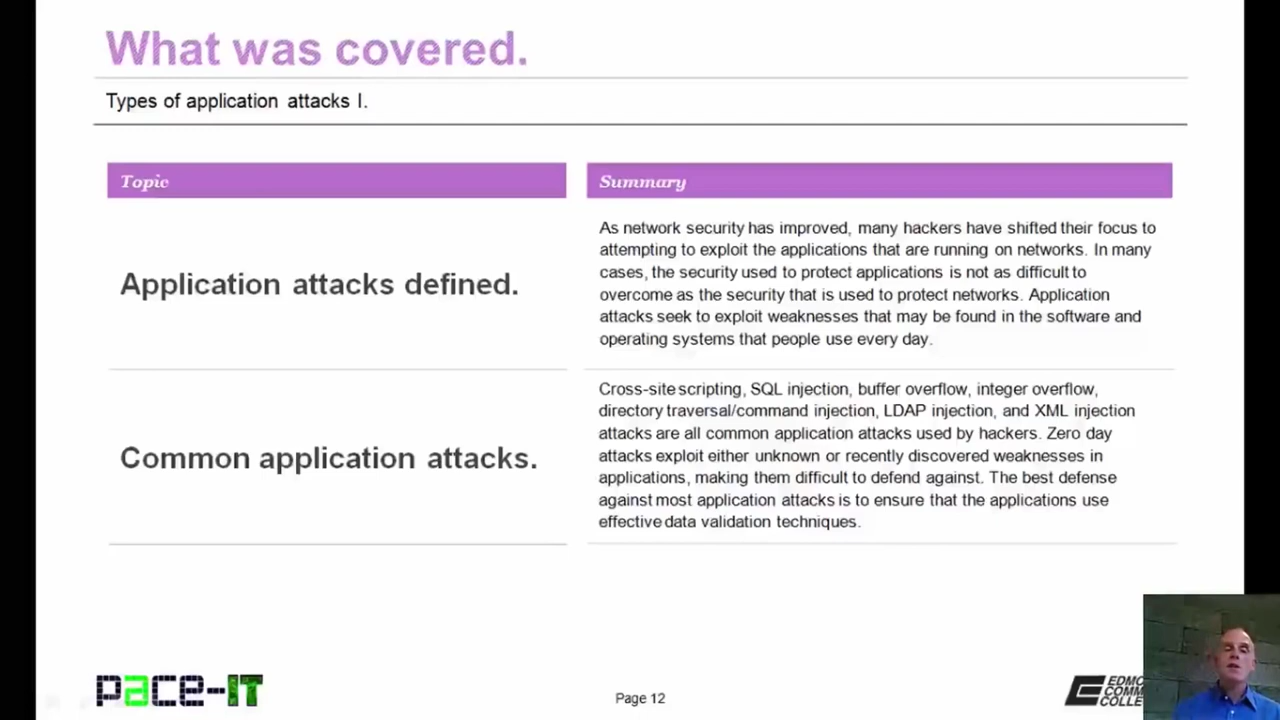 What was covered.
Types of application attacks I.
Topic
Summary
Application attacks defined.
As network security has improved, many hackers have shifted their focus to
attempting to exploit the applications that are running on networks. In many
cases, the security used to protect applications is not as difficult to
overcome as the security that is used to protect networks. Application
attacks seek to exploit weaknesses that may be found in the software and
operating systems that people use every day.
Common application attacks.
Cross-site scripting, SQL injection, buffer overflow, integer overflow,
directory traversal/command injection, LDAP injection, and XML injection
attacks are all common application attacks used by hackers. Zero day
attacks exploit either unknown or recently discovered weaknesses in
applications, making them difficult to defend against. The best defense
against most application attacks is to ensure that the applications use
effective data validation techniques.
pace-IT
Page 12